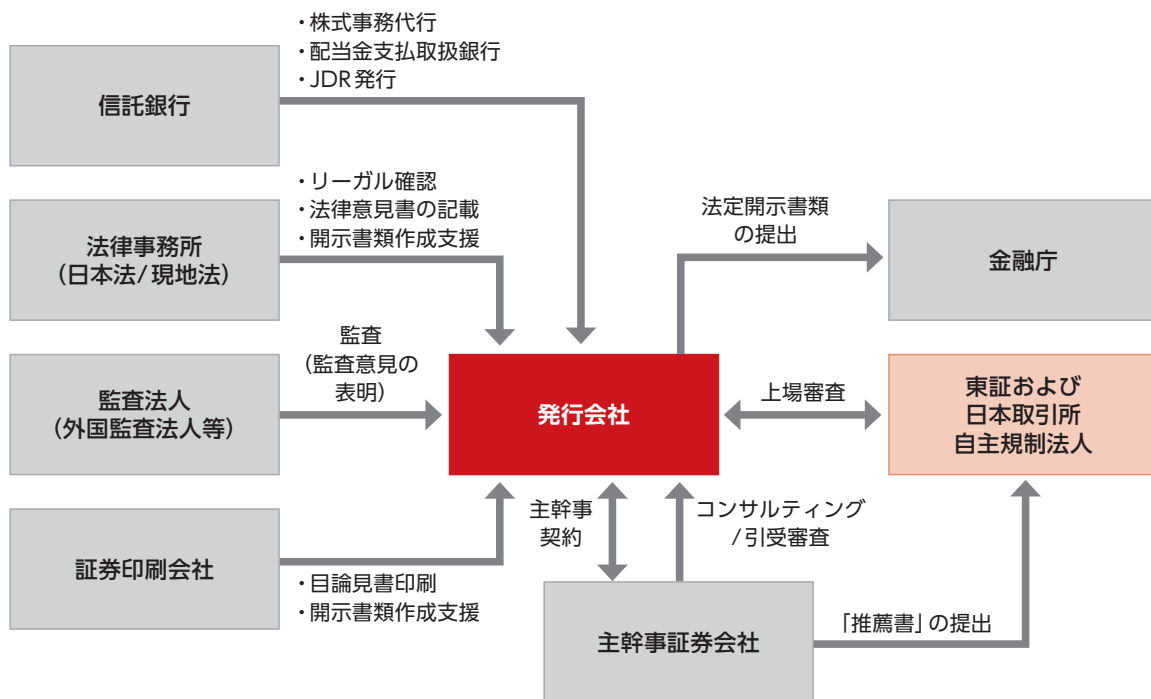 ・株式事務代行
・配当金支払取扱銀行
・JDR発行
信託銀行
・リーガル確認
・法律意見書の記載
・開示書類作成支援
法律事務所
（日本法/現地法）
法定開示書類
の提出
金融庁
監査
（監査意見の
表明）
監査法人
（外国監査法人等）
発行会社
上場審査
東証および
日本取引所
自主規制法人
証券印刷会社
・目論見書印刷
・開示書類作成支援
主幹事
契約
コンサルティング
/引受審査
主幹事証券会社
「推薦書」の提出